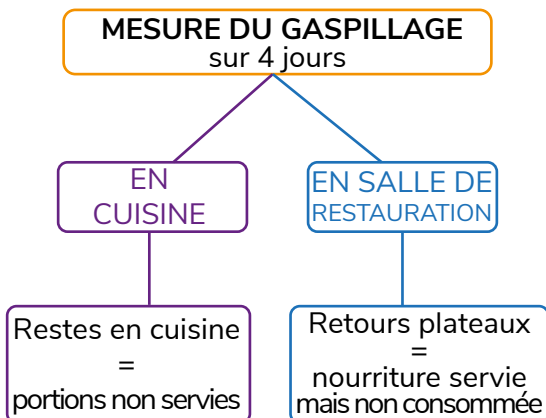 MESURE DU GASPILLAGE
sur 4 jours
EN
CUISINE
EN SALLE DE
RESTAURATION
Restes en cuisine
=
portions non servies
Retours plateaux
=
nourriture servie
mais non consommée